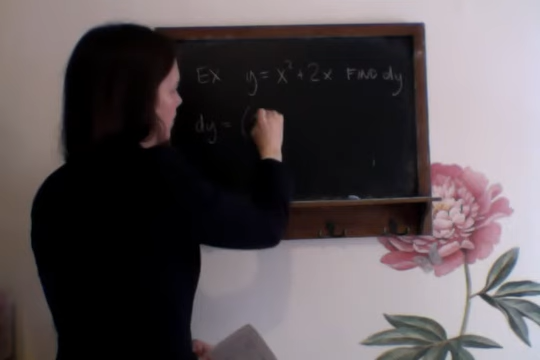 EX y = x² + 2x FIND dy
dy = (